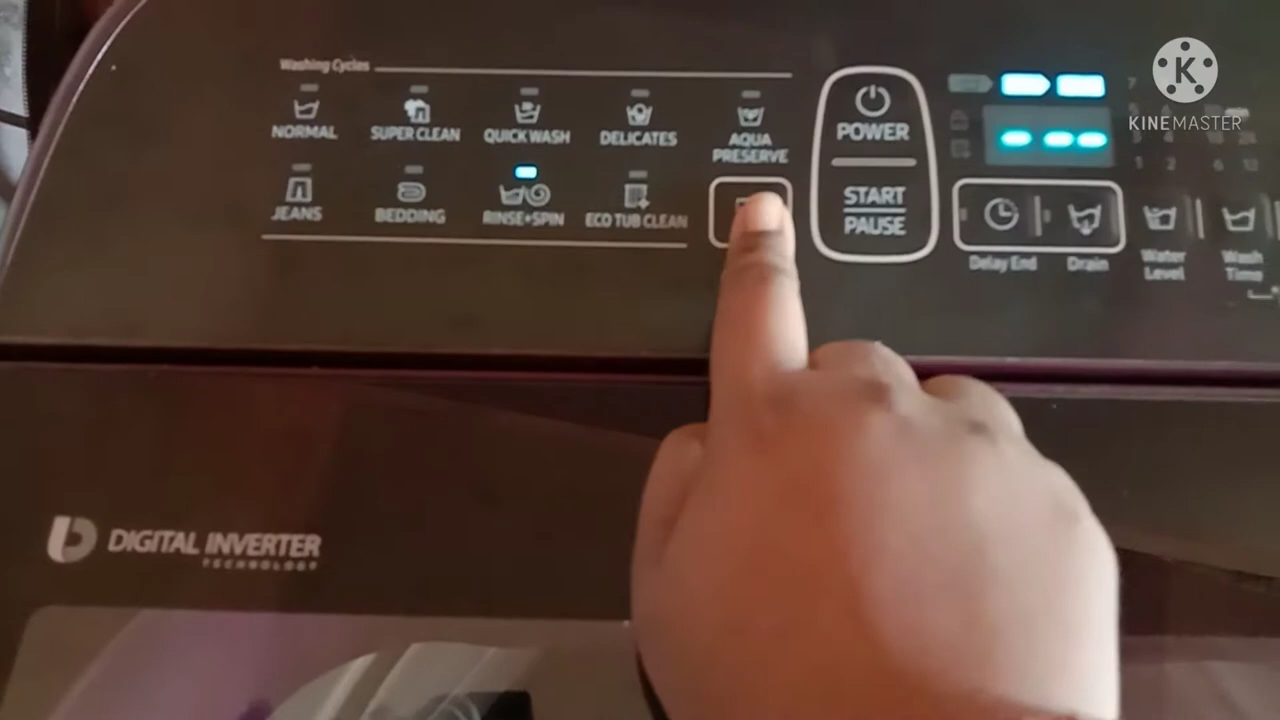 Washing Cycles
NORMAL
SUPER CLEAN
QUICK WASH
DELICATES
AQUA
PRESERVE
JEANS
BEDDING
RINSE+SPIN
ECO TUB CLEAN
POWER
START
PAUSE
Delay End
Drain
Water
Level
Wash
Time
K
KINEMASTER
DIGITAL INVERTER
TECHNOLOGY